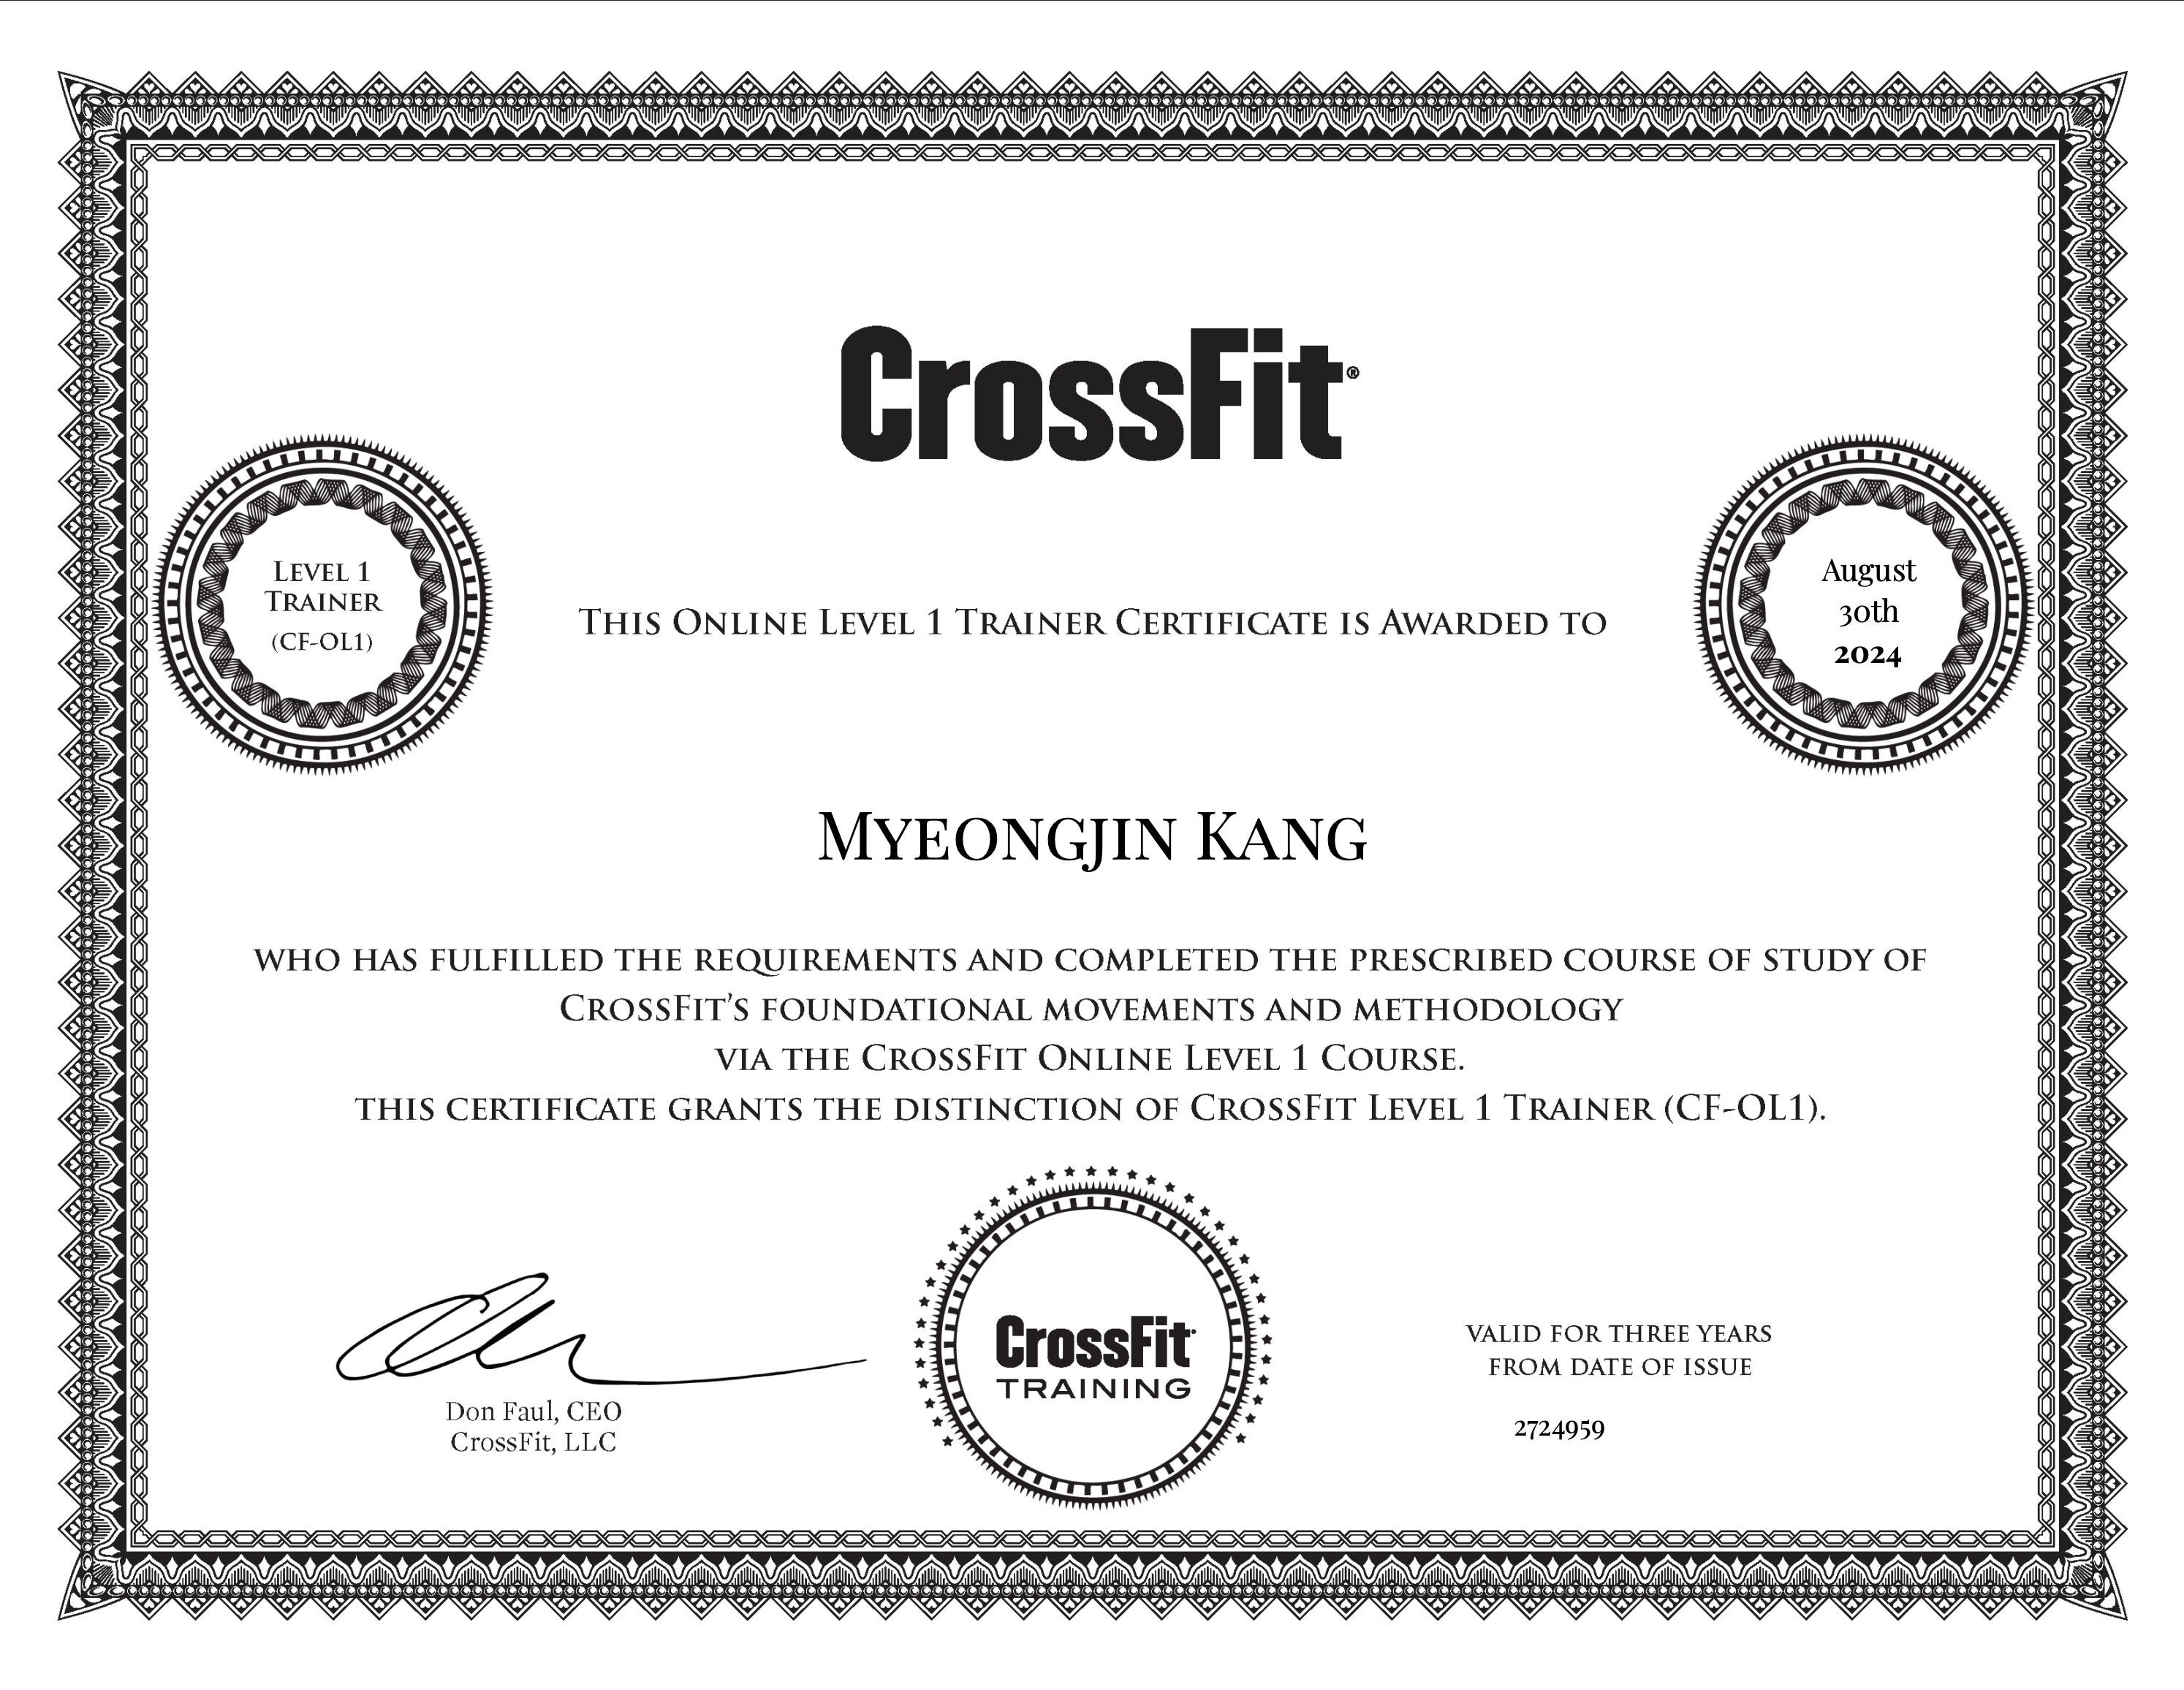 CrossFit®
LEVEL 1
TRAINER
(CF-OL1)
THIS ONLINE LEVEL 1 TRAINER CERTIFICATE IS AWARDED TO
August
30th
2024
MYEONGJIN KANG
WHO HAS FULFILLED THE REQUIREMENTS AND COMPLETED THE PRESCRIBED COURSE OF STUDY OF
CROSSFIT'S FOUNDATIONAL MOVEMENTS AND METHODOLOGY
VIA THE CROSSFIT ONLINE LEVEL 1 COURSE.
THIS CERTIFICATE GRANTS THE DISTINCTION OF CROSSFIT LEVEL 1 TRAINER (CF-OL1).
Don Faul, CEO
CrossFit, LLC
CrossFit
TRAINING
VALID FOR THREE YEARS
FROM DATE OF ISSUE
2724959